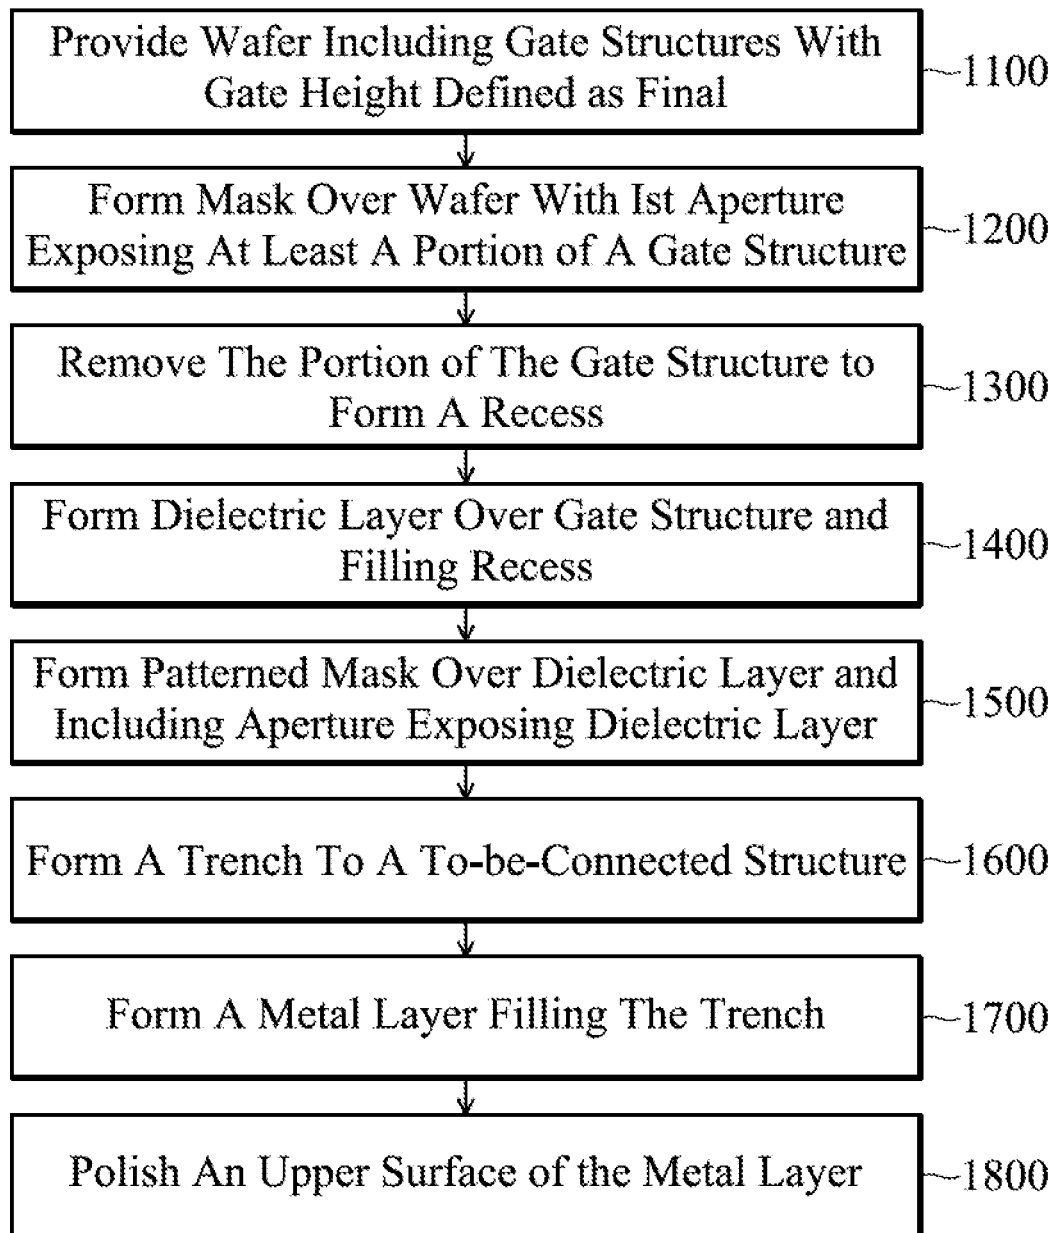 Provide Wafer Including Gate Structures With
Gate Height Defined as Final
1100
Form Mask Over Wafer With Ist Aperture
Exposing At Least A Portion of A Gate Structure
1200
Remove The Portion of The Gate Structure to
Form A Recess
1300
Form Dielectric Layer Over Gate Structure and
Filling Recess
1400
Form Patterned Mask Over Dielectric Layer and
Including Aperture Exposing Dielectric Layer
1500
Form A Trench To A To-be-Connected Structure
1600
Form A Metal Layer Filling The Trench
1700
Polish An Upper Surface of the Metal Layer
1800